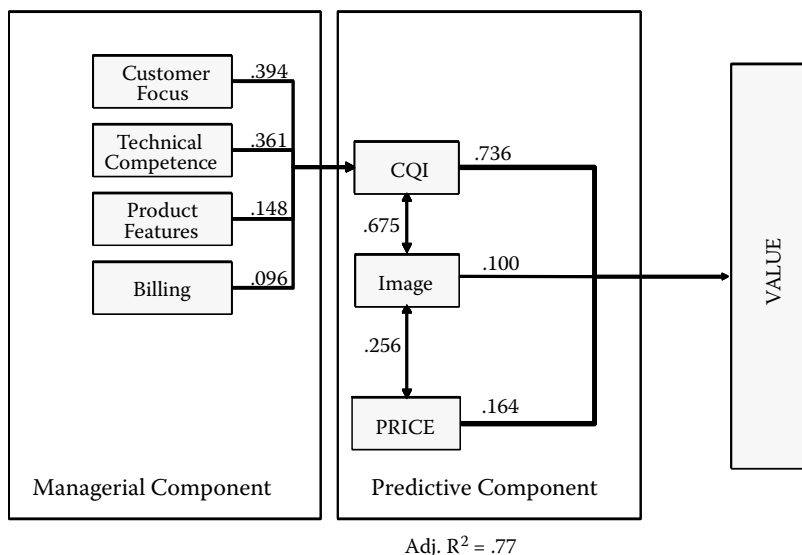 Customer
Focus
.394
Technical
Competence
.361
Product
Features
.148
Billing
.096
Managerial Component
CQI
.736
.675
Image
.100
.256
PRICE
.164
Predictive Component
VALUE
Adj. R² = .77